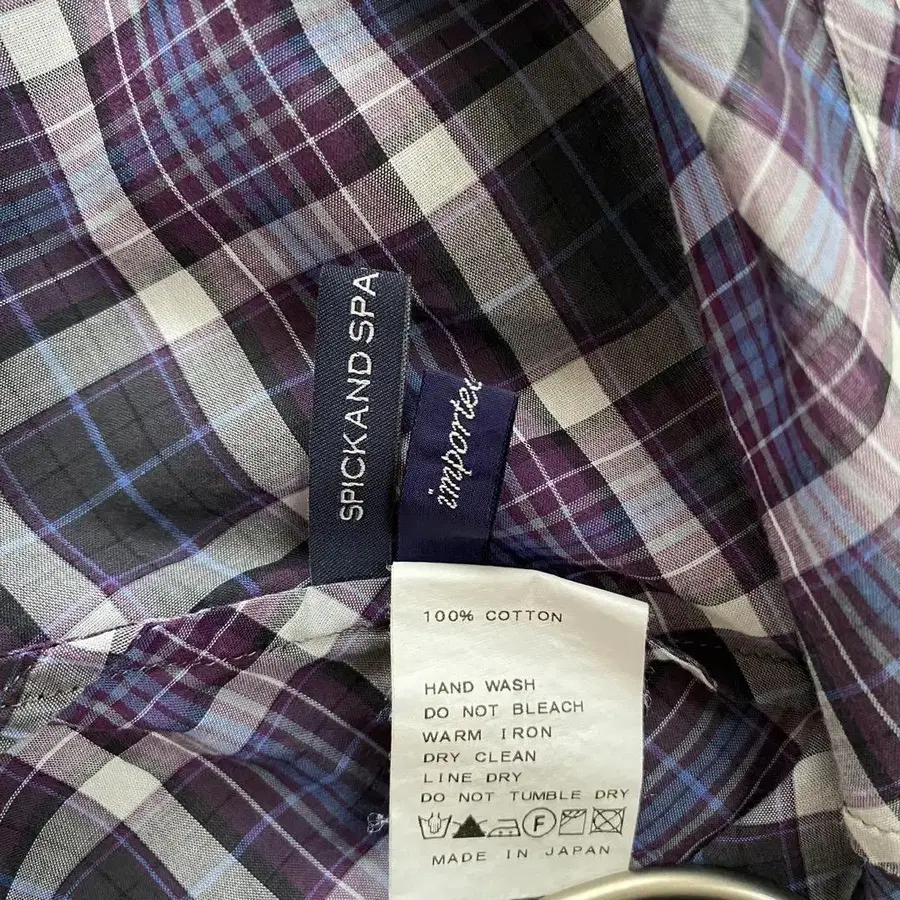 SPICK AND SPA
importe
100% COTTON
HAND WASH
DO NOT BLEACH
WARM IRON
DRY CLEAN
LINE DRY
DO NOT TUMBLE DRY
F
MADE IN JAPAN